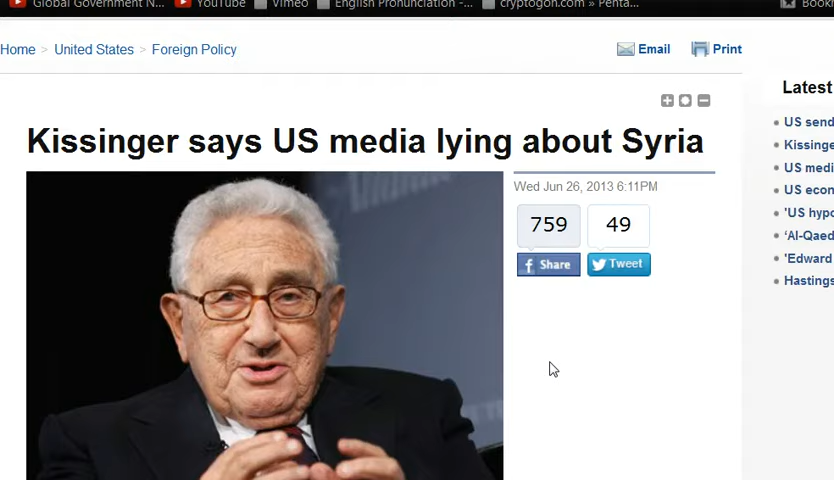 Global Government N...
YouTube
Vimeo
English Pronunciation -...
cryptogon.com » Penta...
Home > United States > Foreign Policy
Email
Print
Latest
US send
Kissinge
US medi
US econ
'US hypo
'Al-Qaed
'Edward
Hastings
Kissinger says US media lying about Syria
Wed Jun 26, 2013 6:11PM
759
49
Share
Tweet